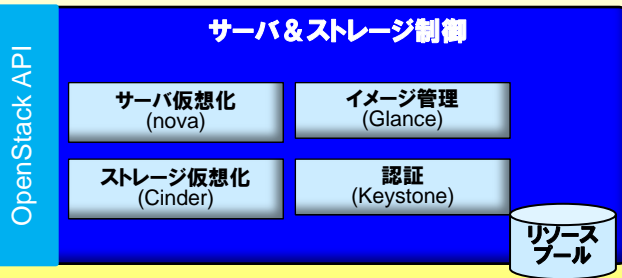 OpenStack API
サーバ&ストレージ制御
サーバ仮想化
(nova)
イメージ管理
(Glance)
ストレージ仮想化
(Cinder)
認証
(Keystone)
リソース
プール